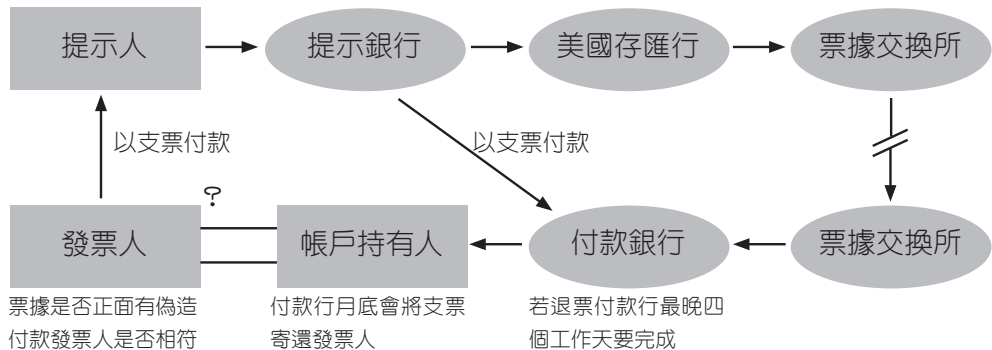 提示人
提示銀行
美國存匯行
票據交換所
以支票付款
以支票付款
?
發票人
帳戶持有人
付款銀行
票據交換所
票據是否正面有偽造
付款發票人是否相符
付款行月底會將支票
寄還發票人
若退票付款行最晚四
個工作天要完成